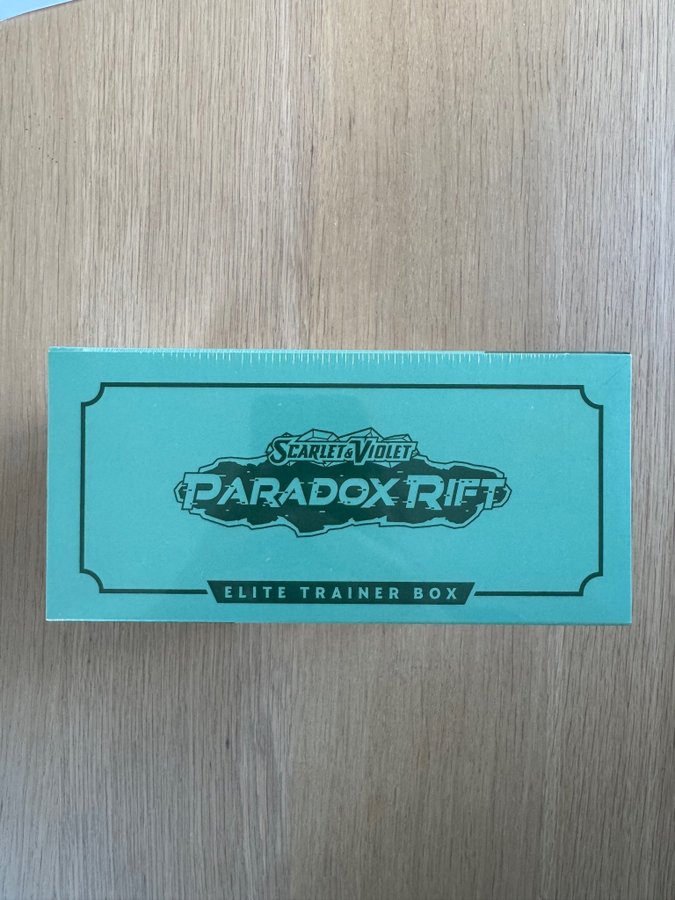 SCARLET & VIOLET
PARADOX RIFT
ELITE TRAINER BOX